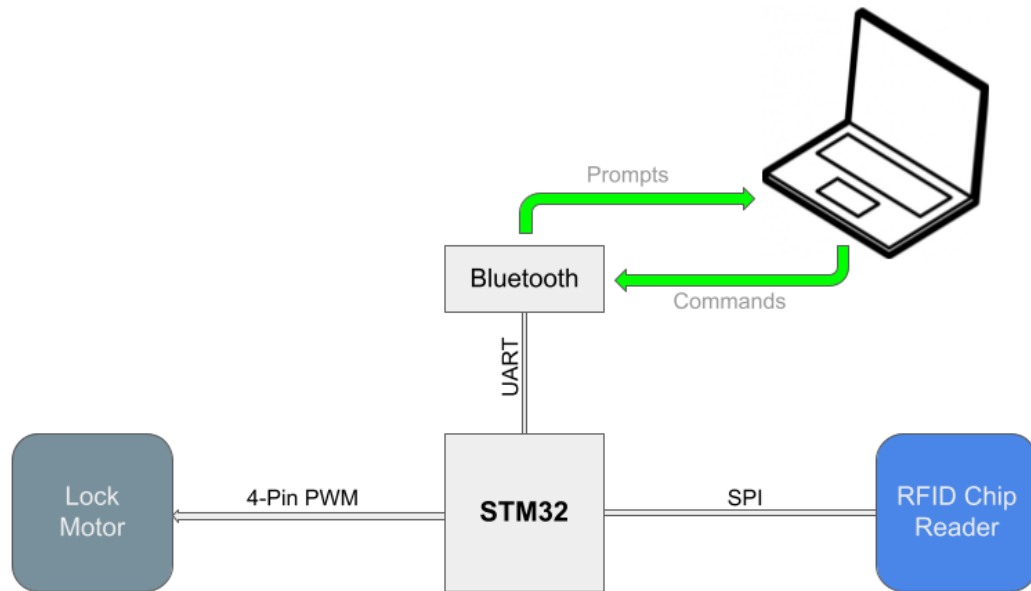 Prompts
Bluetooth
Commands
UART
Lock
Motor
4-Pin PWM
STM32
SPI
RFID Chip
Reader